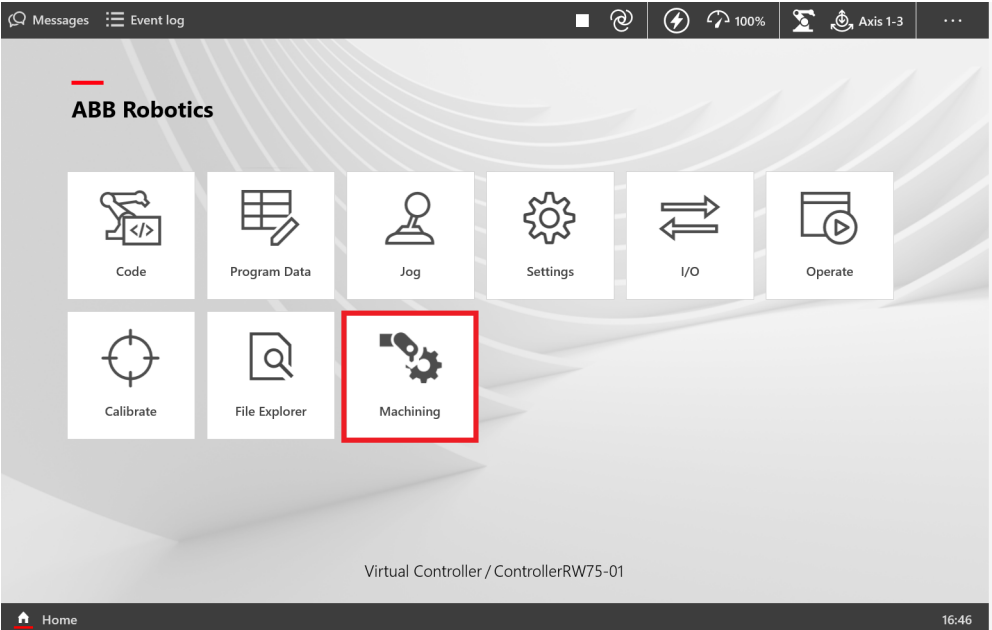 Messages Event log 100% Axis 1-3 ...
ABB Robotics
</> 
Code Program Data Jog Settings I/O Operate
Calibrate File Explorer Machining
Virtual Controller / ControllerRW75-01
Home 16:46